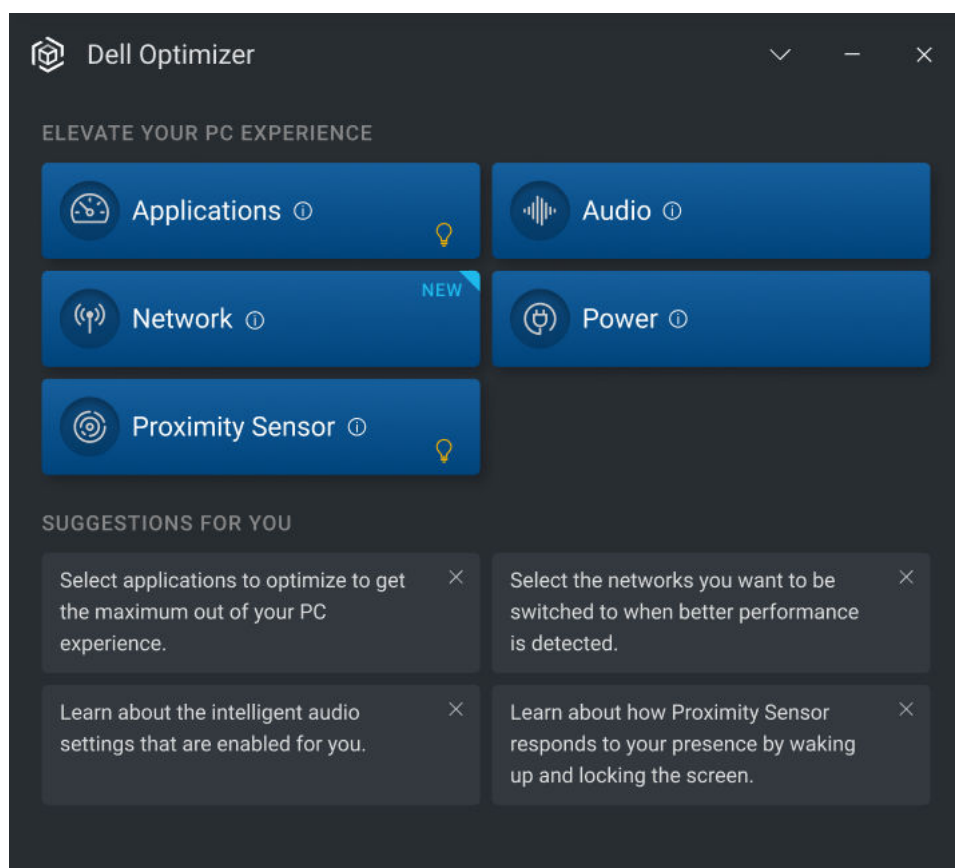 Dell Optimizer
ELEVATE YOUR PC EXPERIENCE
Applications
Audio
Network
NEW
Power
Proximity Sensor
SUGGESTIONS FOR YOU
Select applications to optimize to get
the maximum out of your PC
experience.
Select the networks you want to be
switched to when better performance
is detected.
Learn about the intelligent audio
settings that are enabled for you.
Learn about how Proximity Sensor
responds to your presence by waking
up and locking the screen.